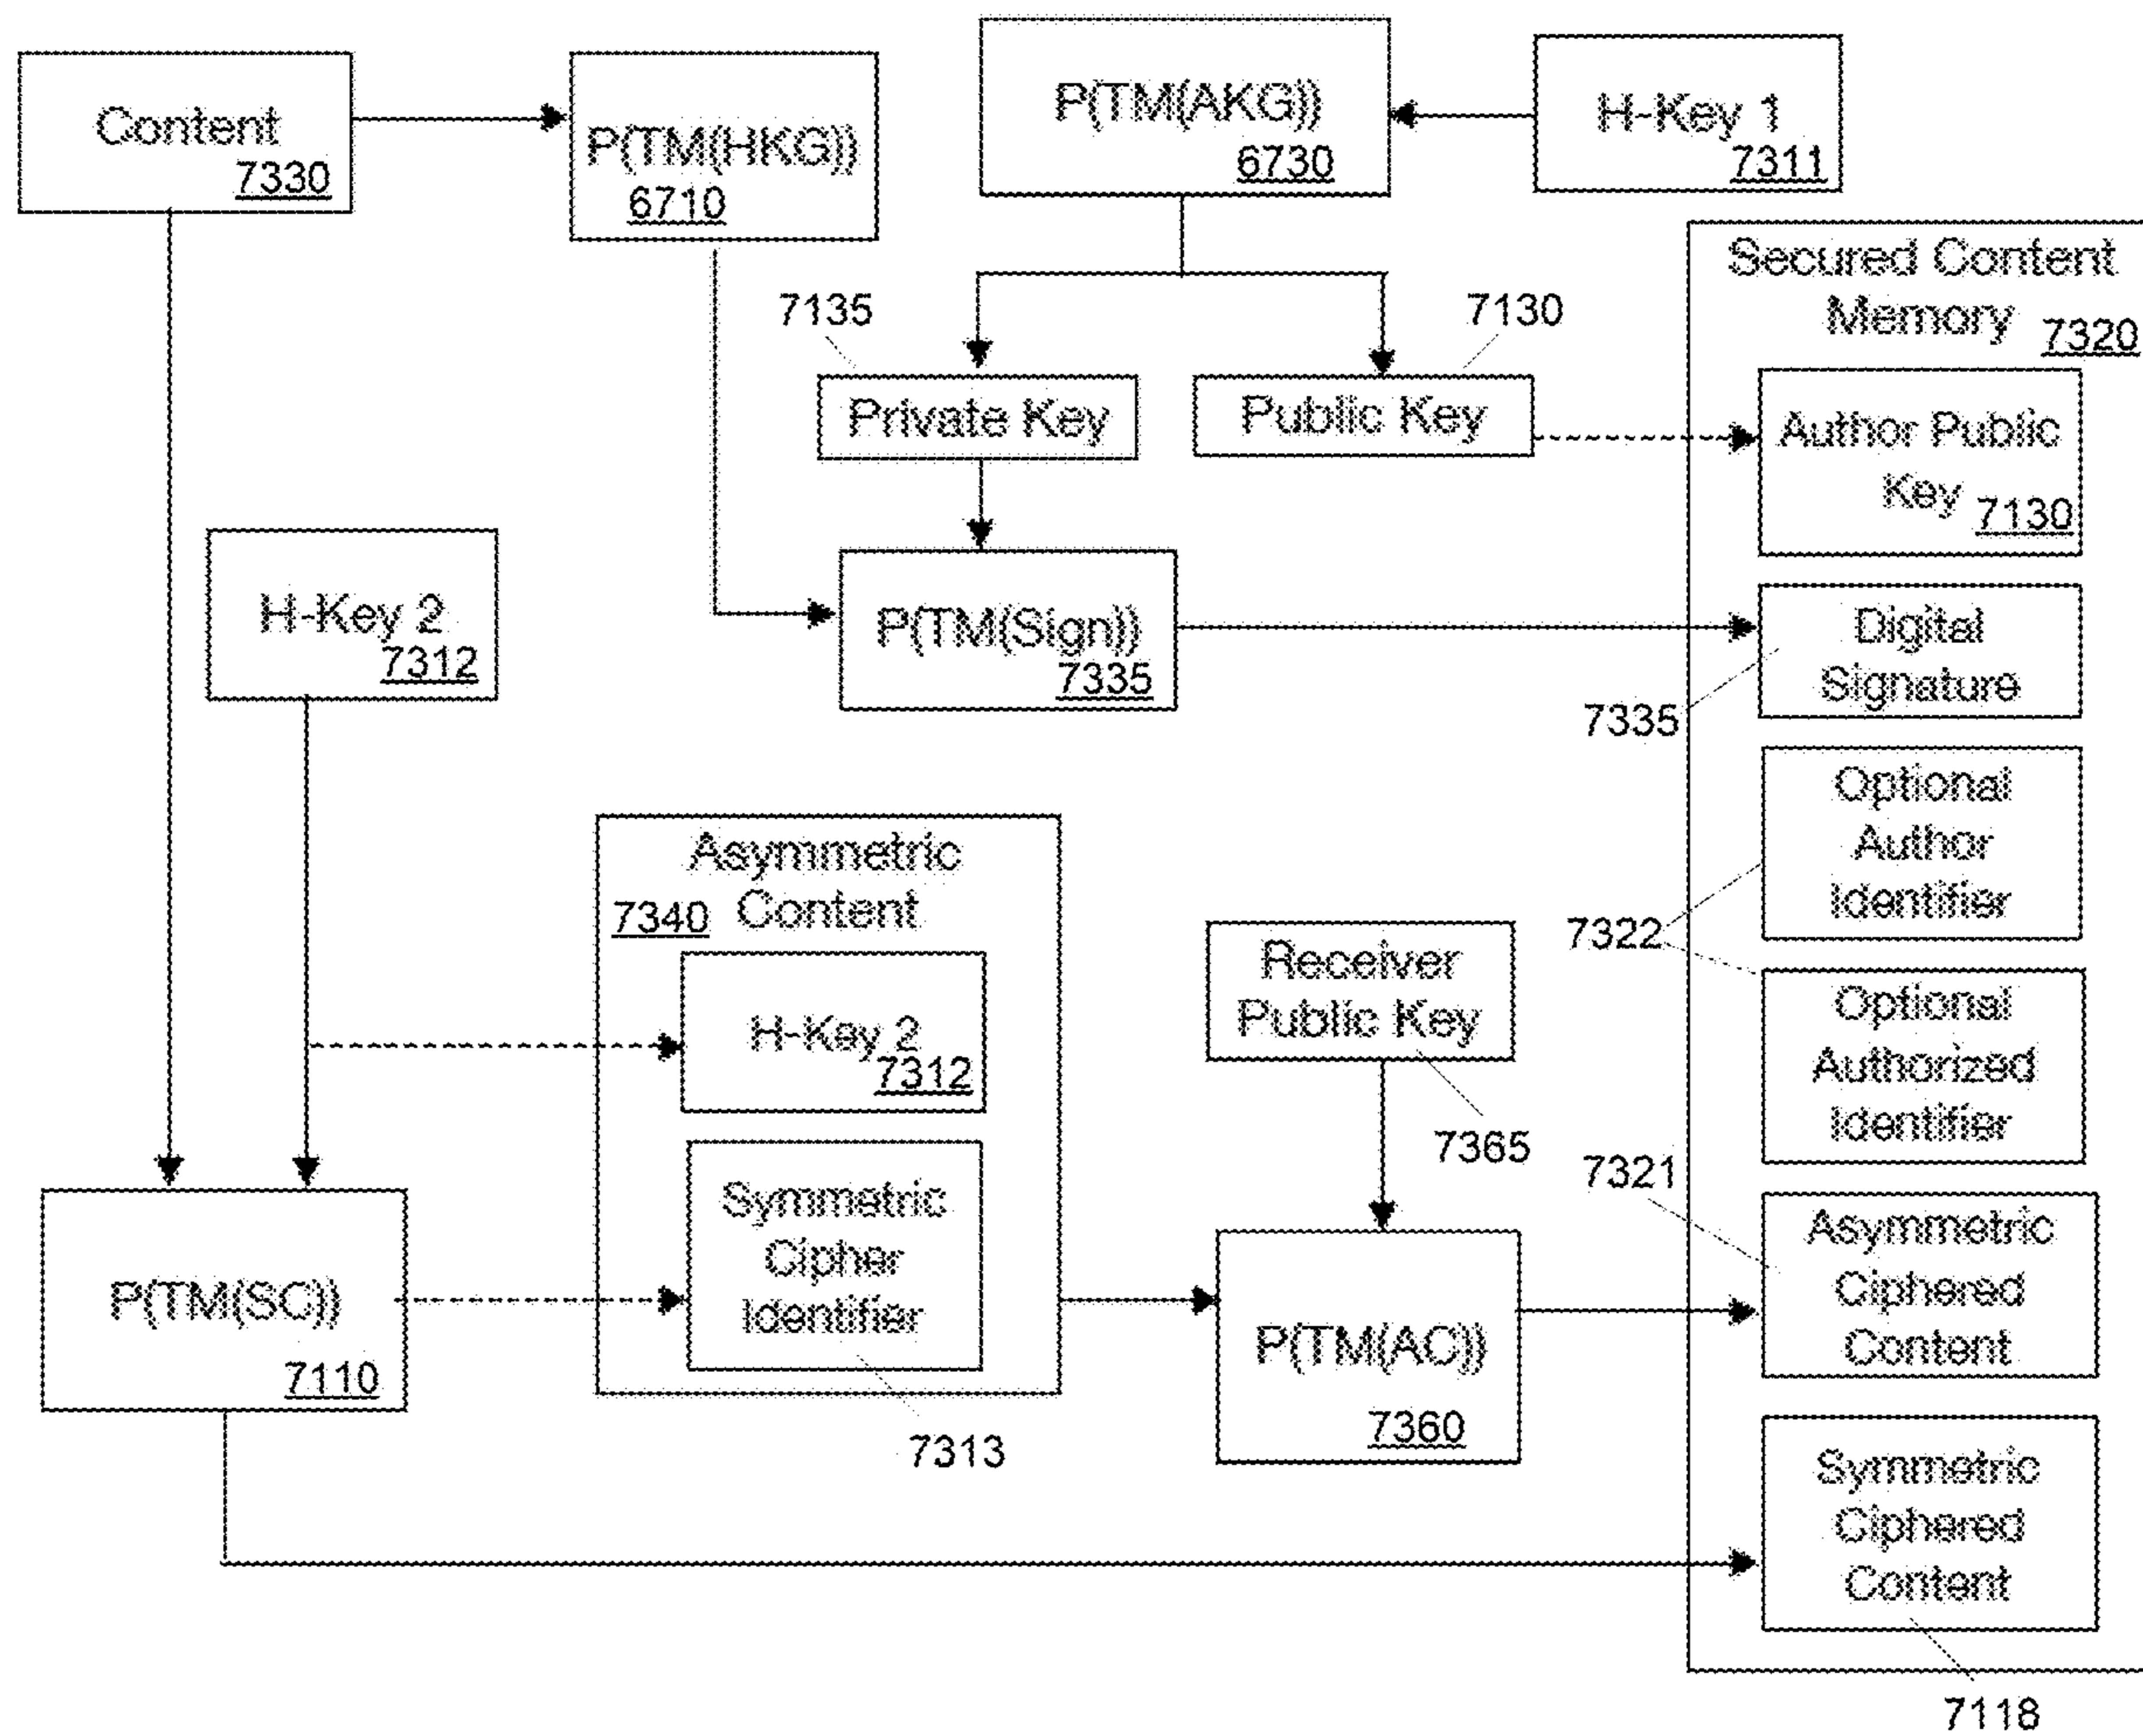 Content
7330
P(TM(HKG))
6710
P(TM(AKG))
6730
H-Key 1
7311
Secured Content
Memory
7320
7135
7130
Private Key
Public Key
Author Public
Key
7130
H-Key 2
7312
P(TM(Sign))
7335
Digital
Signature
7335
Optional
Author
Identifier
7322
Optional
Authorized
Identifier
Asymmetric
Content
7340
H-Key 2
7312
Receiver
Public Key
7365
7321
Symmetric
Cipher
Identifier
7313
P(TM(SC))
7110
P(TM(AC))
7360
Asymmetric
Ciphered
Content
Symmetric
Ciphered
Content
7118